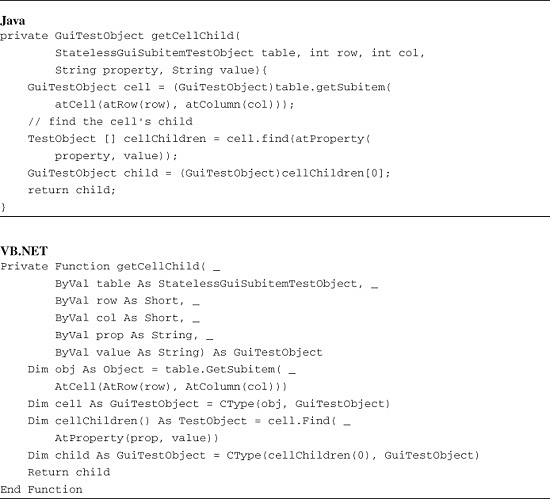 Java
private GuiTestObject getCellChild(
        StatelessGuiSubitemTestObject table, int row, int col,
        String property, String value){
    GuiTestObject cell = (GuiTestObject)table.getSubitem(
        atCell(atRow(row), atColumn(col)));
    // find the cell's child
    TestObject [] cellChildren = cell.find(atProperty(
        property, value));
    GuiTestObject child = (GuiTestObject)cellChildren[0];
    return child;
}
VB.NET
Private Function getCellChild( _
        ByVal table As StatelessGuiSubitemTestObject, _
        ByVal row As Short, _
        ByVal col As Short, _
        ByVal prop As String, _
        ByVal value As String) As GuiTestObject
    Dim obj As Object = table.GetSubitem( _
        AtCell(AtRow(row), AtColumn(col)))
    Dim cell As GuiTestObject = CType(obj, GuiTestObject)
    Dim cellChildren() As TestObject = cell.Find( _
        AtProperty(prop, value))
    Dim child As GuiTestObject = CType(cellChildren(0), GuiTestObject)
    Return child
End Function